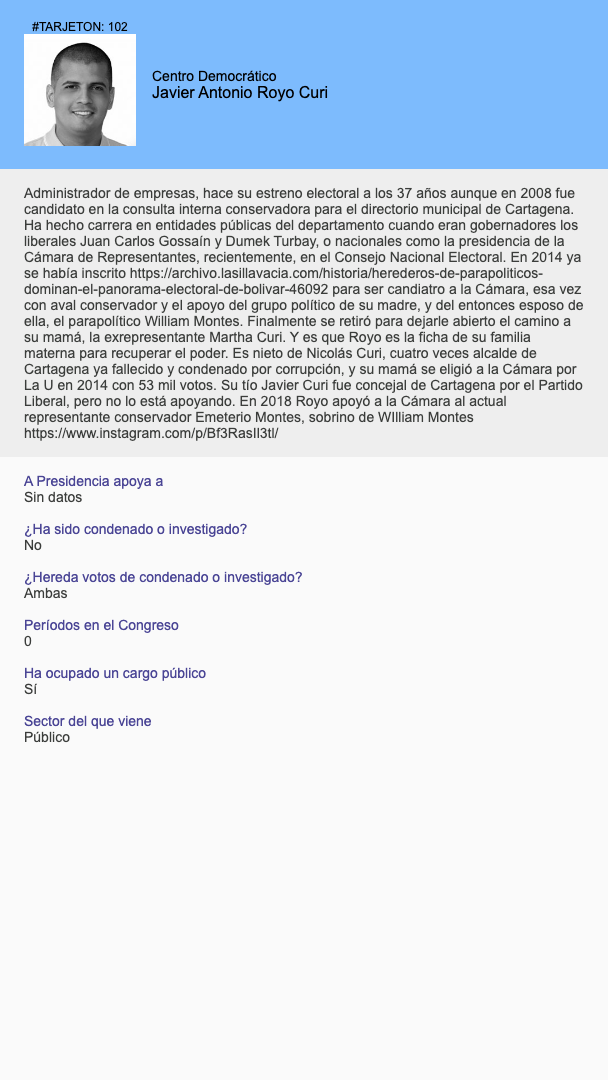 #TARJETON: 102
Centro Democrático
Javier Antonio Royo Curi
Administrador de empresas, hace su estreno electoral a los 37 años aunque en 2008 fue
candidato en la consulta interna conservadora para el directorio municipal de Cartagena.
Ha hecho carrera en entidades públicas del departamento cuando eran gobernadores los
liberales Juan Carlos Gossaín y Dumek Turbay, o nacionales como la presidencia de la
Cámara de Representantes, recientemente, en el Consejo Nacional Electoral. En 2014 ya
se había inscrito https://archivo.lasillavacia.com/historia/herederos-de-parapoliticos-
dominan-el-panorama-electoral-de-bolivar-46092 para ser candiatro a la Cámara, esa vez
con aval conservador y el apoyo del grupo político de su madre, y del entonces esposo de
ella, el parapolítico William Montes. Finalmente se retiró para dejarle abierto el camino a
su mamá, la exrepresentante Martha Curi. Y es que Royo es la ficha de su familia
materna para recuperar el poder. Es nieto de Nicolás Curi, cuatro veces alcalde de
Cartagena ya fallecido y condenado por corrupción, y su mamá se eligió a la Cámara por
La U en 2014 con 53 mil votos. Su tío Javier Curi fue concejal de Cartagena por el Partido
Liberal, pero no lo está apoyando. En 2018 Royo apoyó a la Cámara al actual
representante conservador Emeterio Montes, sobrino de WIlliam Montes
https://www.instagram.com/p/Bf3RasII3tl/
A Presidencia apoya a
Sin datos
¿Ha sido condenado o investigado?
No
¿Hereda votos de condenado o investigado?
Ambas
Períodos en el Congreso
0
Ha ocupado un cargo público
Sí
Sector del que viene
Público